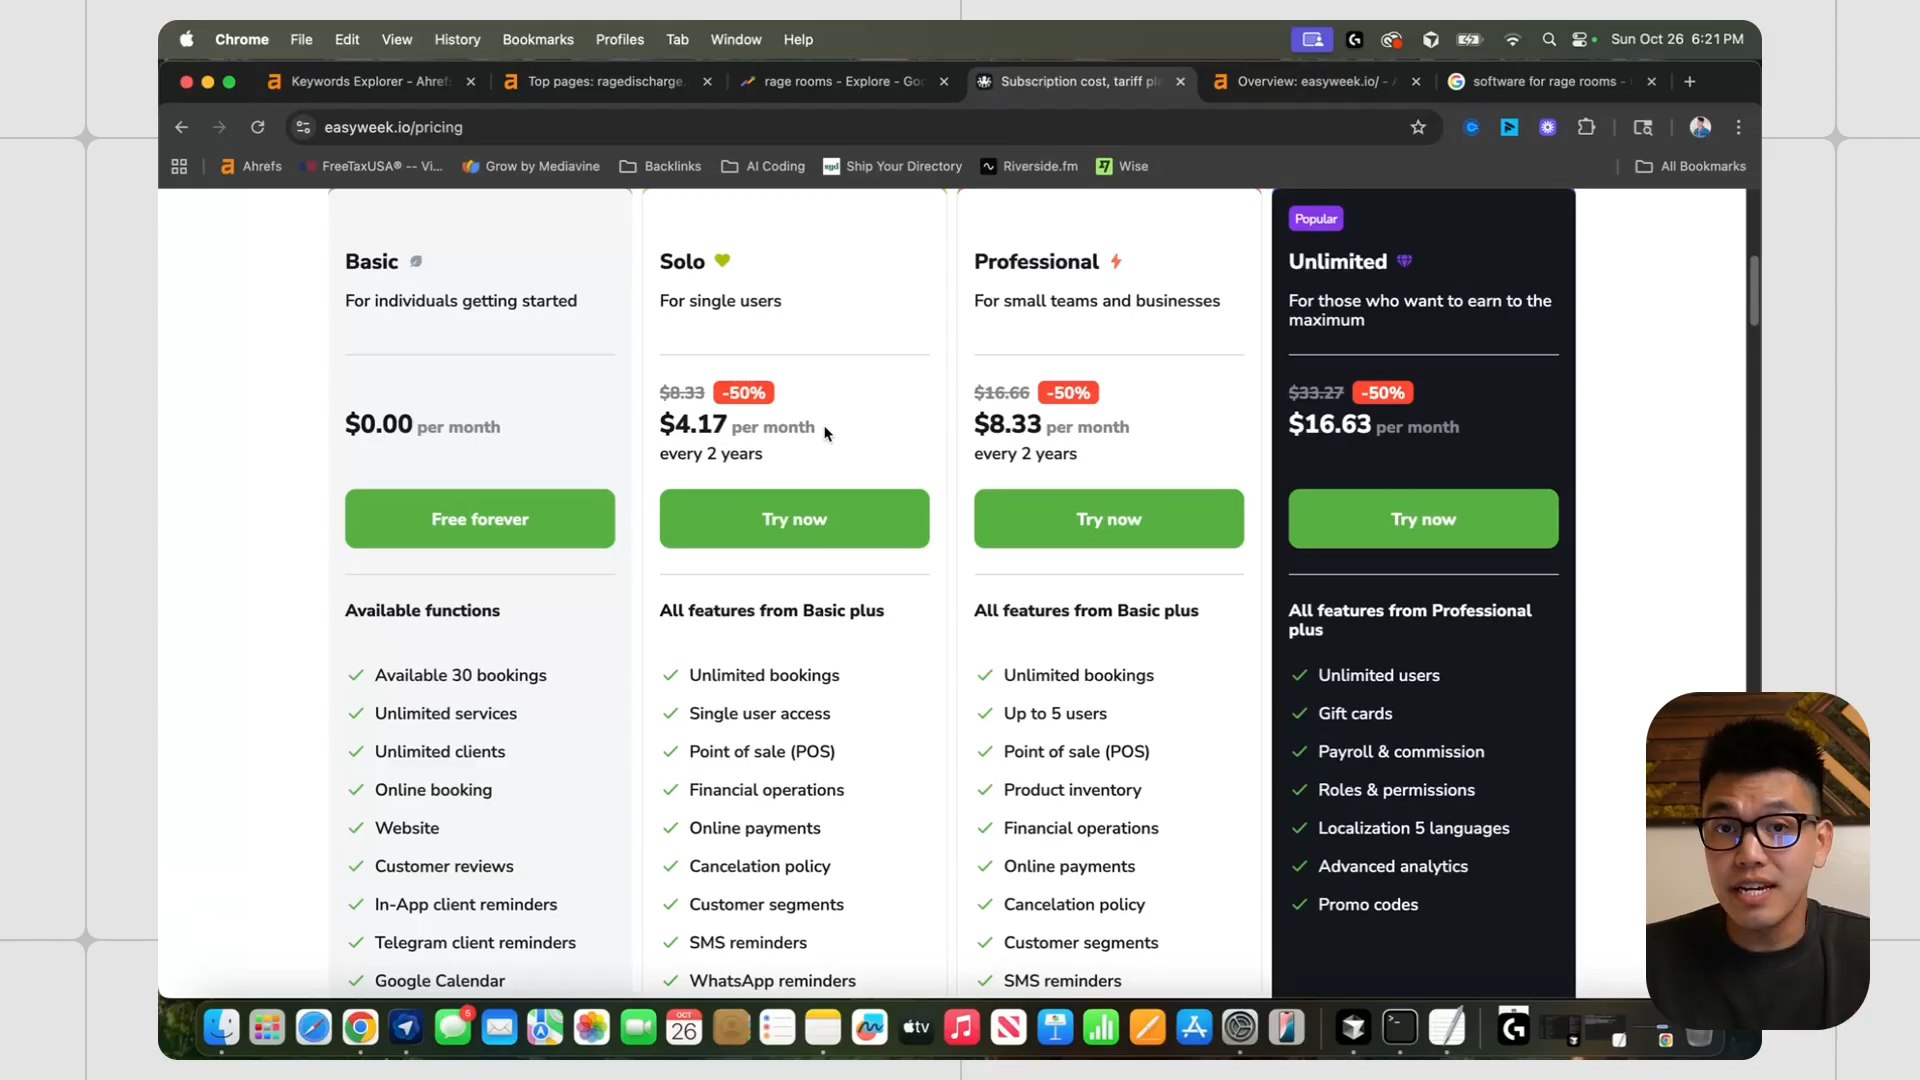 Chrome File Edit View History Bookmarks Profiles Tab Window Help Sun Oct 26 6:21 PM
Keywords Explorer - Ahref Top pages: ragedischarge. rage rooms - Explore - Goo Subscription cost, tariff pla Overview: easyweek.io/ - A software for rage rooms -
easyweek.io/pricing
Ahrefs FreeTaxUSA® -- Vi... Grow by Mediavine Backlinks AI Coding Ship Your Directory Riverside.fm Wise All Bookmarks
Popular
Basic Solo Professional Unlimited
For individuals getting started For single users For small teams and businesses For those who want to earn to the
maximum
$8.33 -50% $16.66 -50% $33.27 -50%
$0.00 per month $4.17 per month $8.33 per month $16.63 per month
every 2 years every 2 years
Free forever Try now Try now Try now
Available functions All features from Basic plus All features from Basic plus All features from Professional
plus
Available 30 bookings Unlimited bookings Unlimited bookings Unlimited users
Unlimited services Single user access Up to 5 users Gift cards
Unlimited clients Point of sale (POS) Point of sale (POS) Payroll & commission
Online booking Financial operations Product inventory Roles & permissions
Website Online payments Financial operations Localization 5 languages
Customer reviews Cancelation policy Online payments Advanced analytics
In-App client reminders Customer segments Cancelation policy Promo codes
Telegram client reminders SMS reminders Customer segments
Google Calendar WhatsApp reminders SMS reminders
5 OCT
26 tv